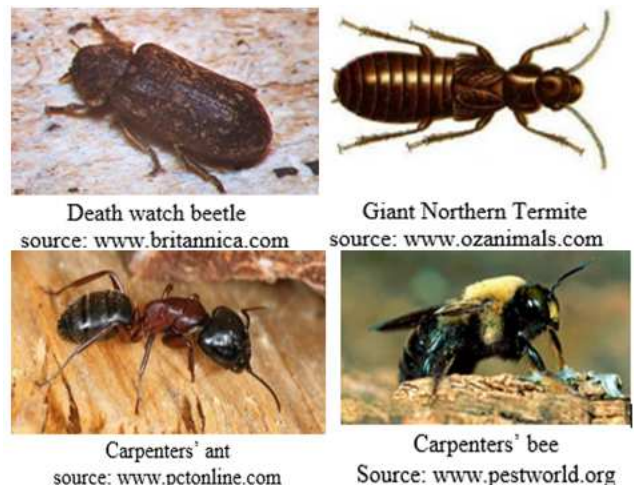 Death watch beetle
source: www.britannica.com
Giant Northern Termite
source: www.ozanimals.com
Carpenters' ant
source: www.pctonline.com
Carpenters' bee
Source: www.pestworld.org